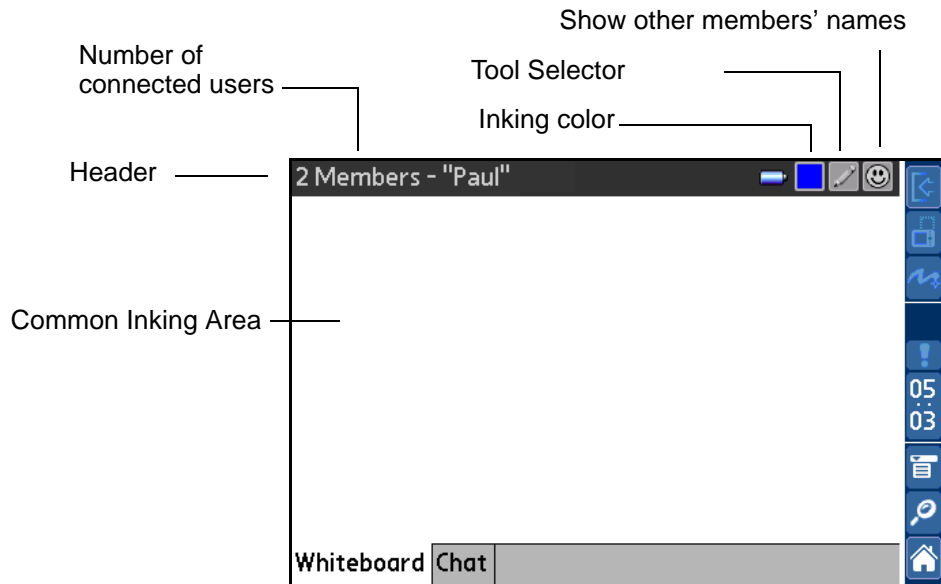 Show other members’ names
Number of
connected users
Tool Selector
Inking color
Header
2 Members - "Paul"
Common Inking Area
05
03
Whiteboard
Chat